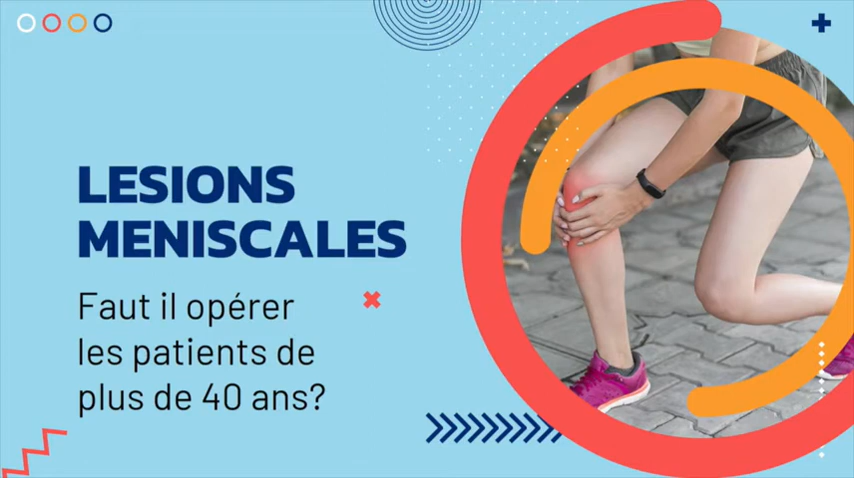 LESIONS
MENISCALES
Faut il opérer
les patients de
plus de 40 ans?